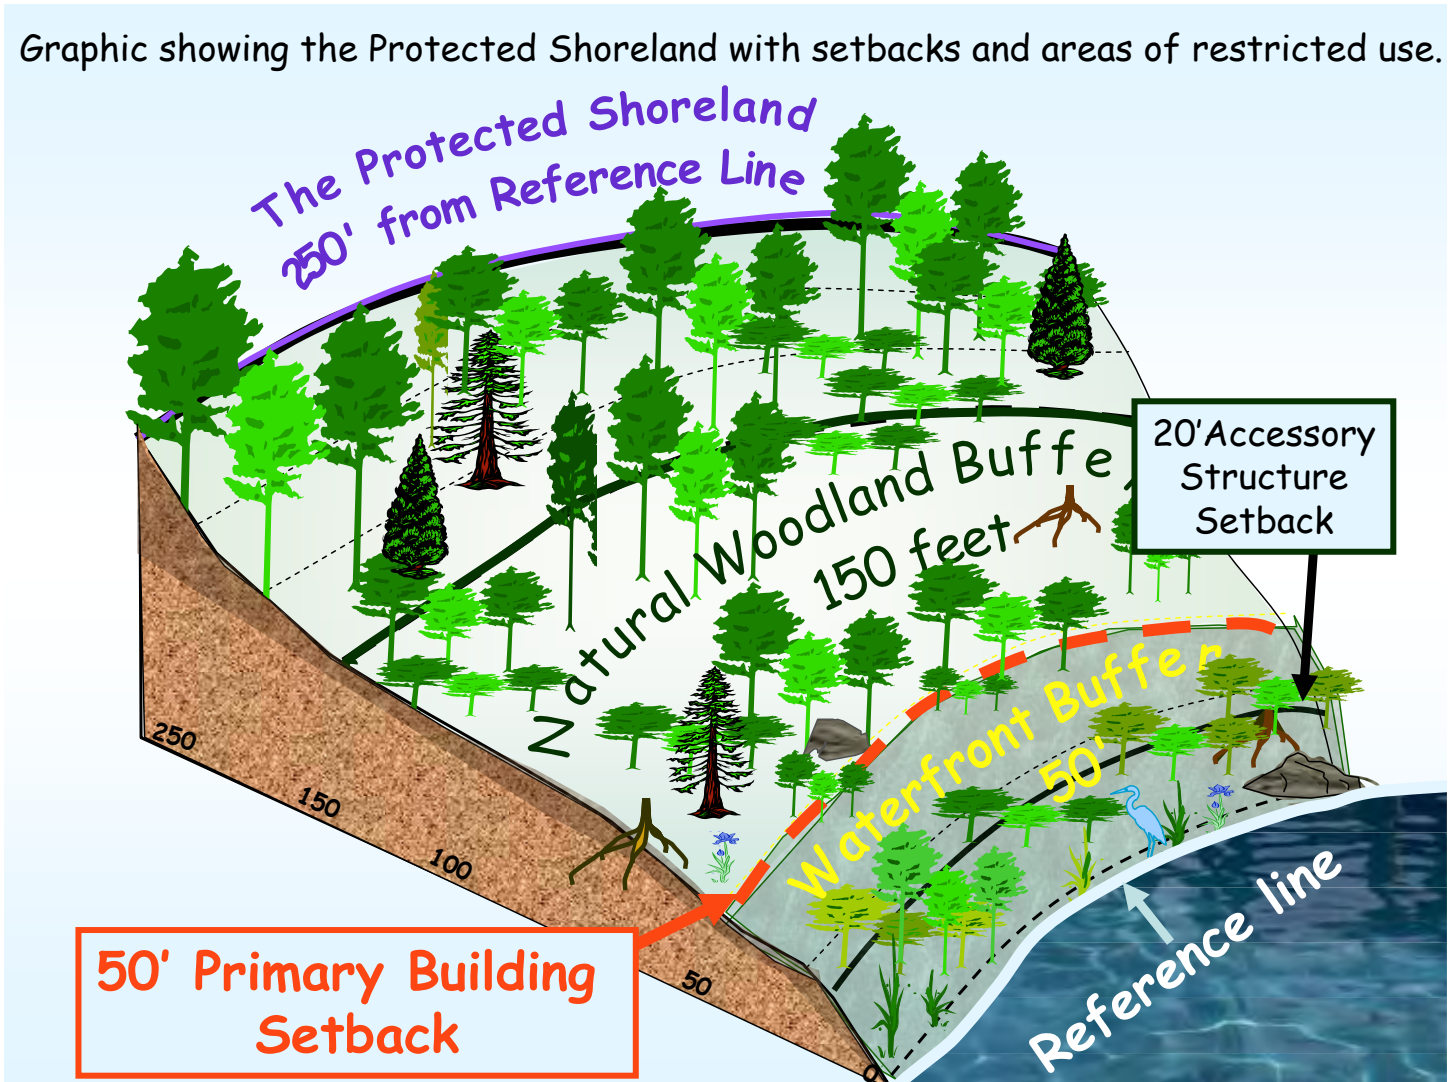 Graphic showing the Protected Shoreland with setbacks and areas of restricted use.
The Protected Shoreland
250' from Reference Line
20'Accessory
Structure
Setback
Natural Woodland Buffe
150 feet
Waterfront Buffer
50'
250
150
100
50
0
Reference line
50' Primary Building
Setback